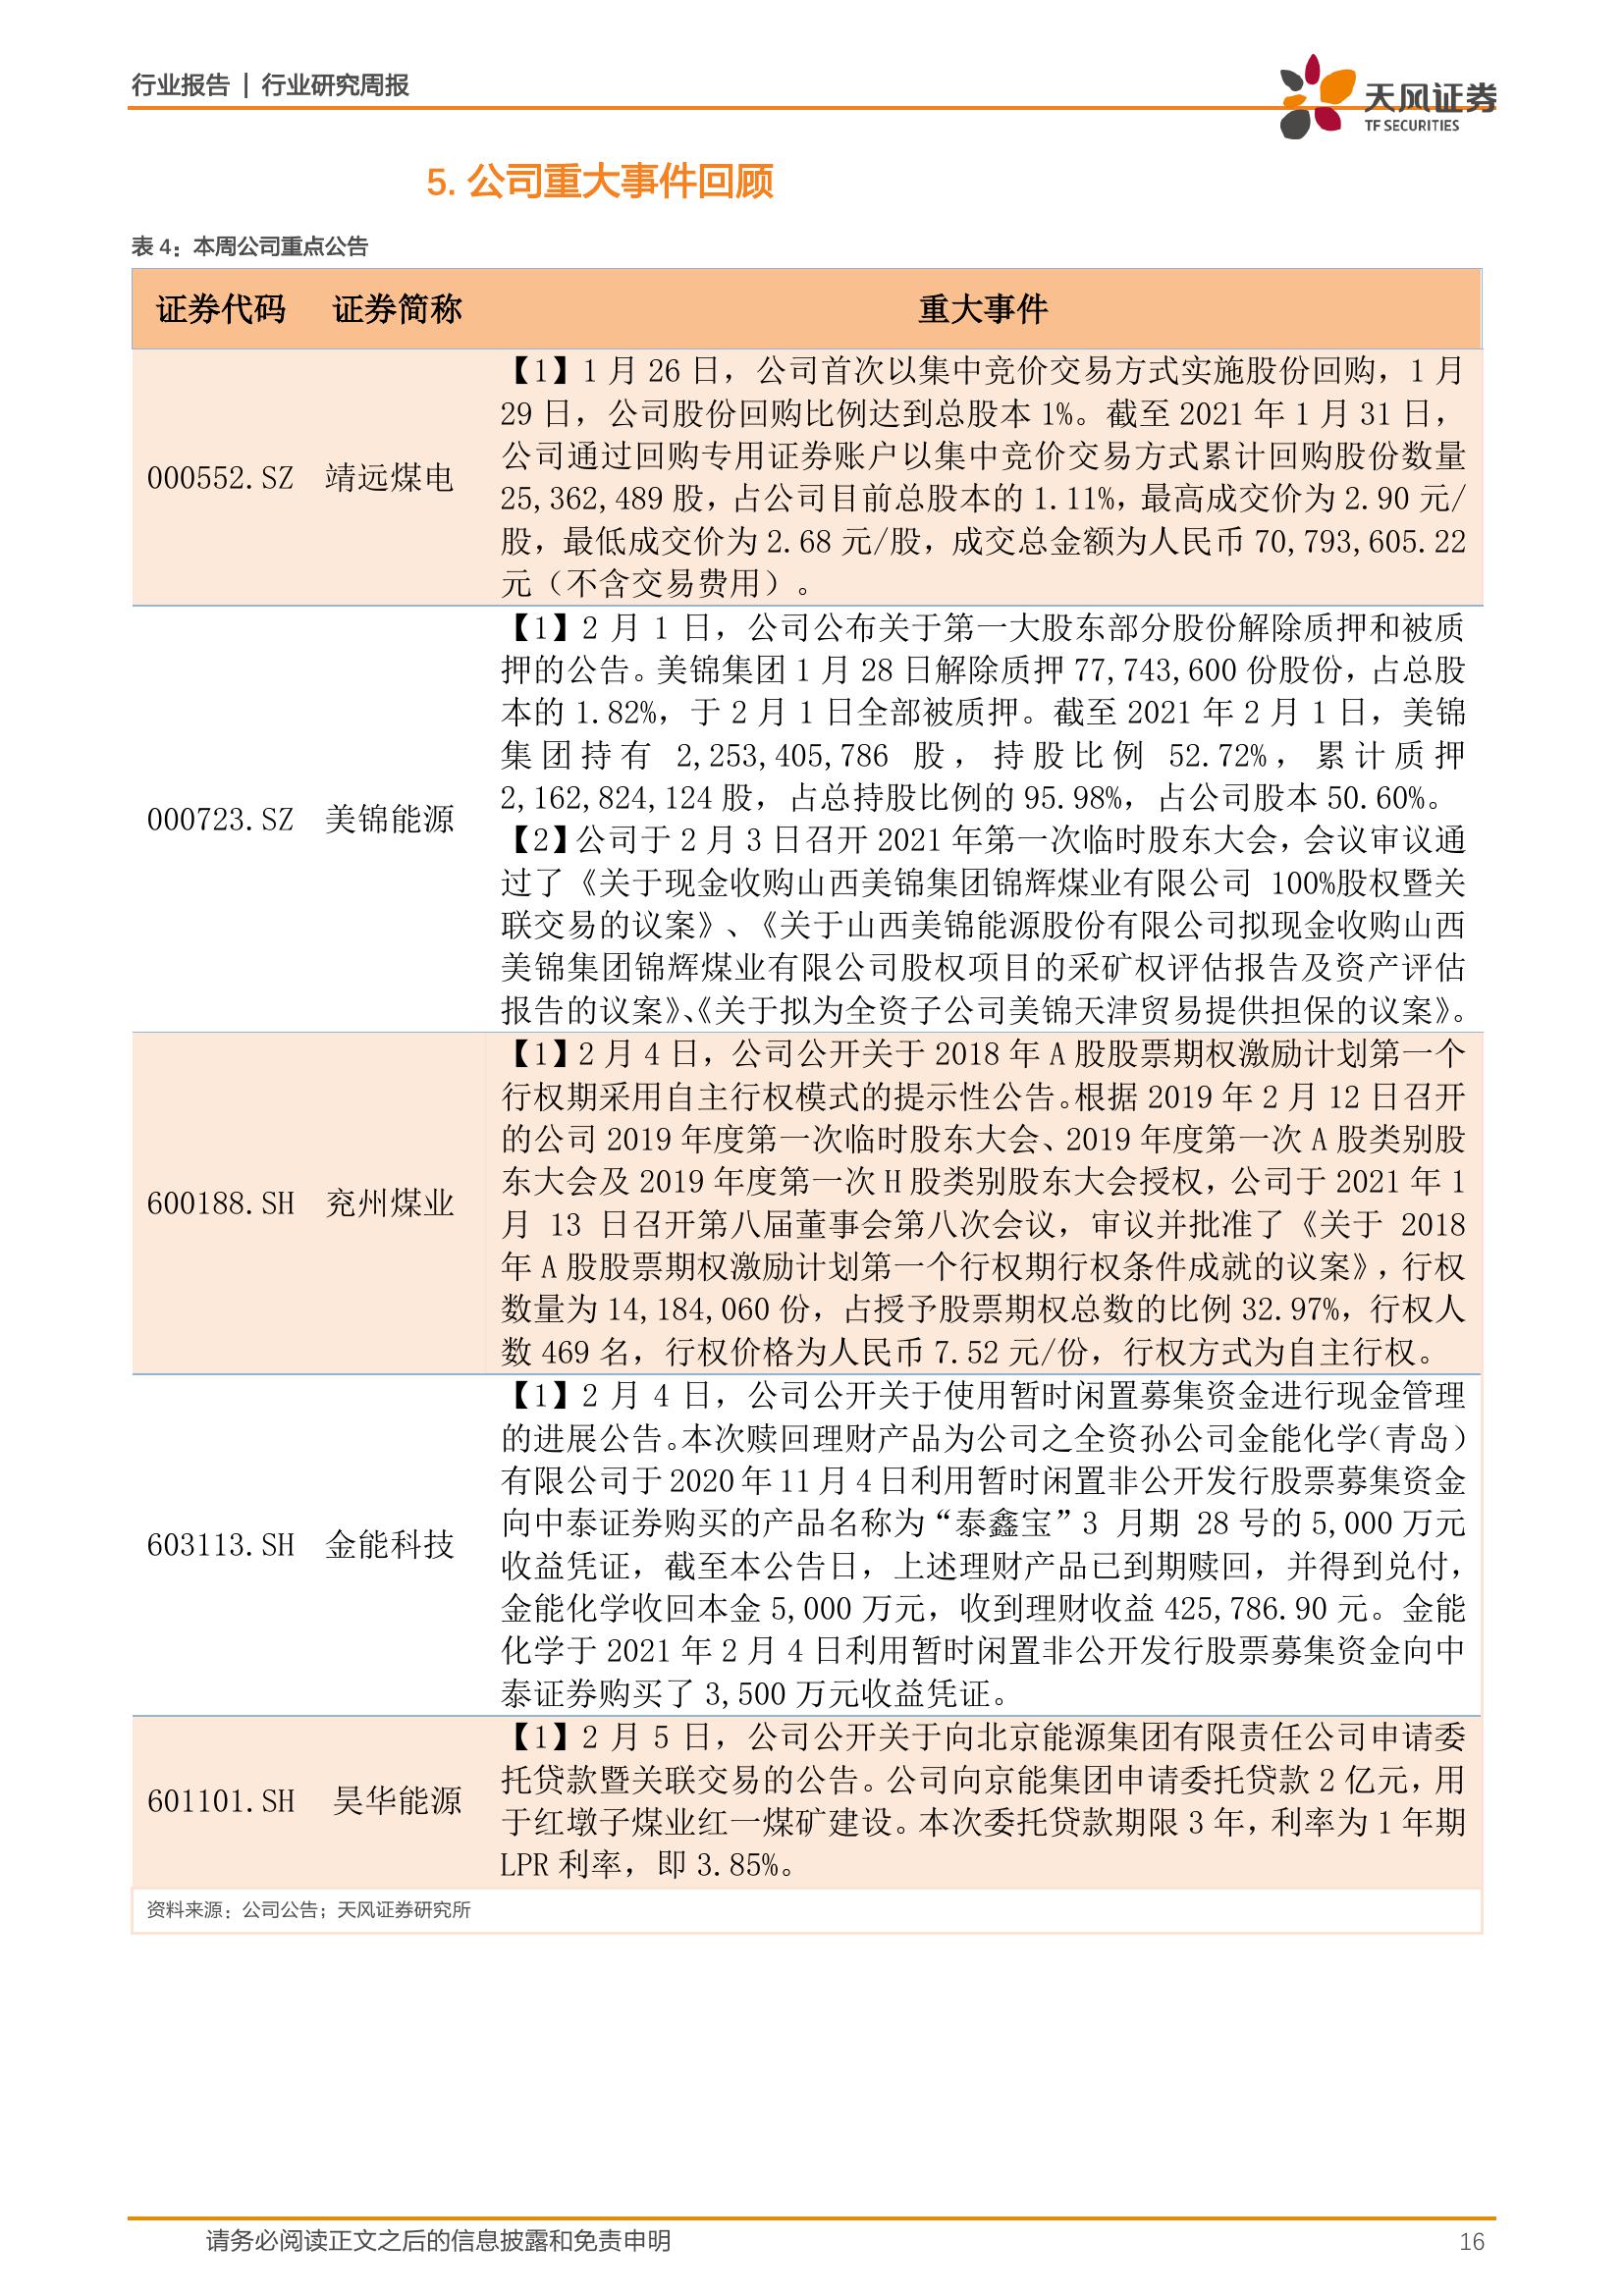 行业报告 | 行业研究周报
天风证券
TF SECURITIES
5. 公司重大事件回顾
表 4：本周公司重点公告
证券代码 证券简称 重大事件
000552.SZ 靖远煤电
【1】1 月 26 日，公司首次以集中竞价交易方式实施股份回购，1 月
29 日，公司股份回购比例达到总股本 1%。截至 2021 年 1 月 31 日，
公司通过回购专用证券账户以集中竞价交易方式累计回购股份数量
25,362,489 股，占公司目前总股本的 1.11%，最高成交价为 2.90 元/
股，最低成交价为 2.68 元/股，成交总金额为人民币 70,793,605.22
元（不含交易费用）。
000723.SZ 美锦能源
【1】2 月 1 日，公司公布关于第一大股东部分股份解除质押和被质
押的公告。美锦集团 1 月 28 日解除质押 77,743,600 份股份，占总股
本的 1.82%，于 2 月 1 日全部被质押。截至 2021 年 2 月 1 日，美锦
集团持有 2,253,405,786 股，持股比例 52.72%，累计质押
2,162,824,124 股，占总持股比例的 95.98%，占公司股本 50.60%。
【2】公司于 2 月 3 日召开 2021 年第一次临时股东大会，会议审议通
过了《关于现金收购山西美锦集团锦辉煤业有限公司 100%股权暨关
联交易的议案》、《关于山西美锦能源股份有限公司拟现金收购山西
美锦集团锦辉煤业有限公司股权项目的采矿权评估报告及资产评估
报告的议案》、《关于拟为全资子公司美锦天津贸易提供担保的议案》。
600188.SH 兖州煤业
【1】2 月 4 日，公司公开关于 2018 年 A 股股票期权激励计划第一个
行权期采用自主行权模式的提示性公告。根据 2019 年 2 月 12 日召开
的公司 2019 年度第一次临时股东大会、2019 年度第一次 A 股类别股
东大会及 2019 年度第一次 H 股类别股东大会授权，公司于 2021 年 1
月 13 日召开第八届董事会第八次会议，审议并批准了《关于 2018
年 A 股股票期权激励计划第一个行权期行权条件成就的议案》，行权
数量为 14,184,060 份，占授予股票期权总数的比例 32.97%，行权人
数 469 名，行权价格为人民币 7.52 元/份，行权方式为自主行权。
603113.SH 金能科技
【1】2 月 4 日，公司公开关于使用暂时闲置募集资金进行现金管理
的进展公告。本次赎回理财产品为公司之全资孙公司金能化学（青岛）
有限公司于 2020 年 11 月 4 日利用暂时闲置非公开发行股票募集资金
向中泰证券购买的产品名称为“泰鑫宝”3 月期 28 号的 5,000 万元
收益凭证，截至本公告日，上述理财产品已到期赎回，并得到兑付，
金能化学收回本金 5,000 万元，收到理财收益 425,786.90 元。金能
化学于 2021 年 2 月 4 日利用暂时闲置非公开发行股票募集资金向中
泰证券购买了 3,500 万元收益凭证。
601101.SH 昊华能源
【1】2 月 5 日，公司公开关于向北京能源集团有限责任公司申请委
托贷款暨关联交易的公告。公司向京能集团申请委托贷款 2 亿元，用
于红墩子煤业红一煤矿建设。本次委托贷款期限 3 年，利率为 1 年期
LPR 利率，即 3.85%。
资料来源：公司公告；天风证券研究所
请务必阅读正文之后的信息披露和免责申明 16